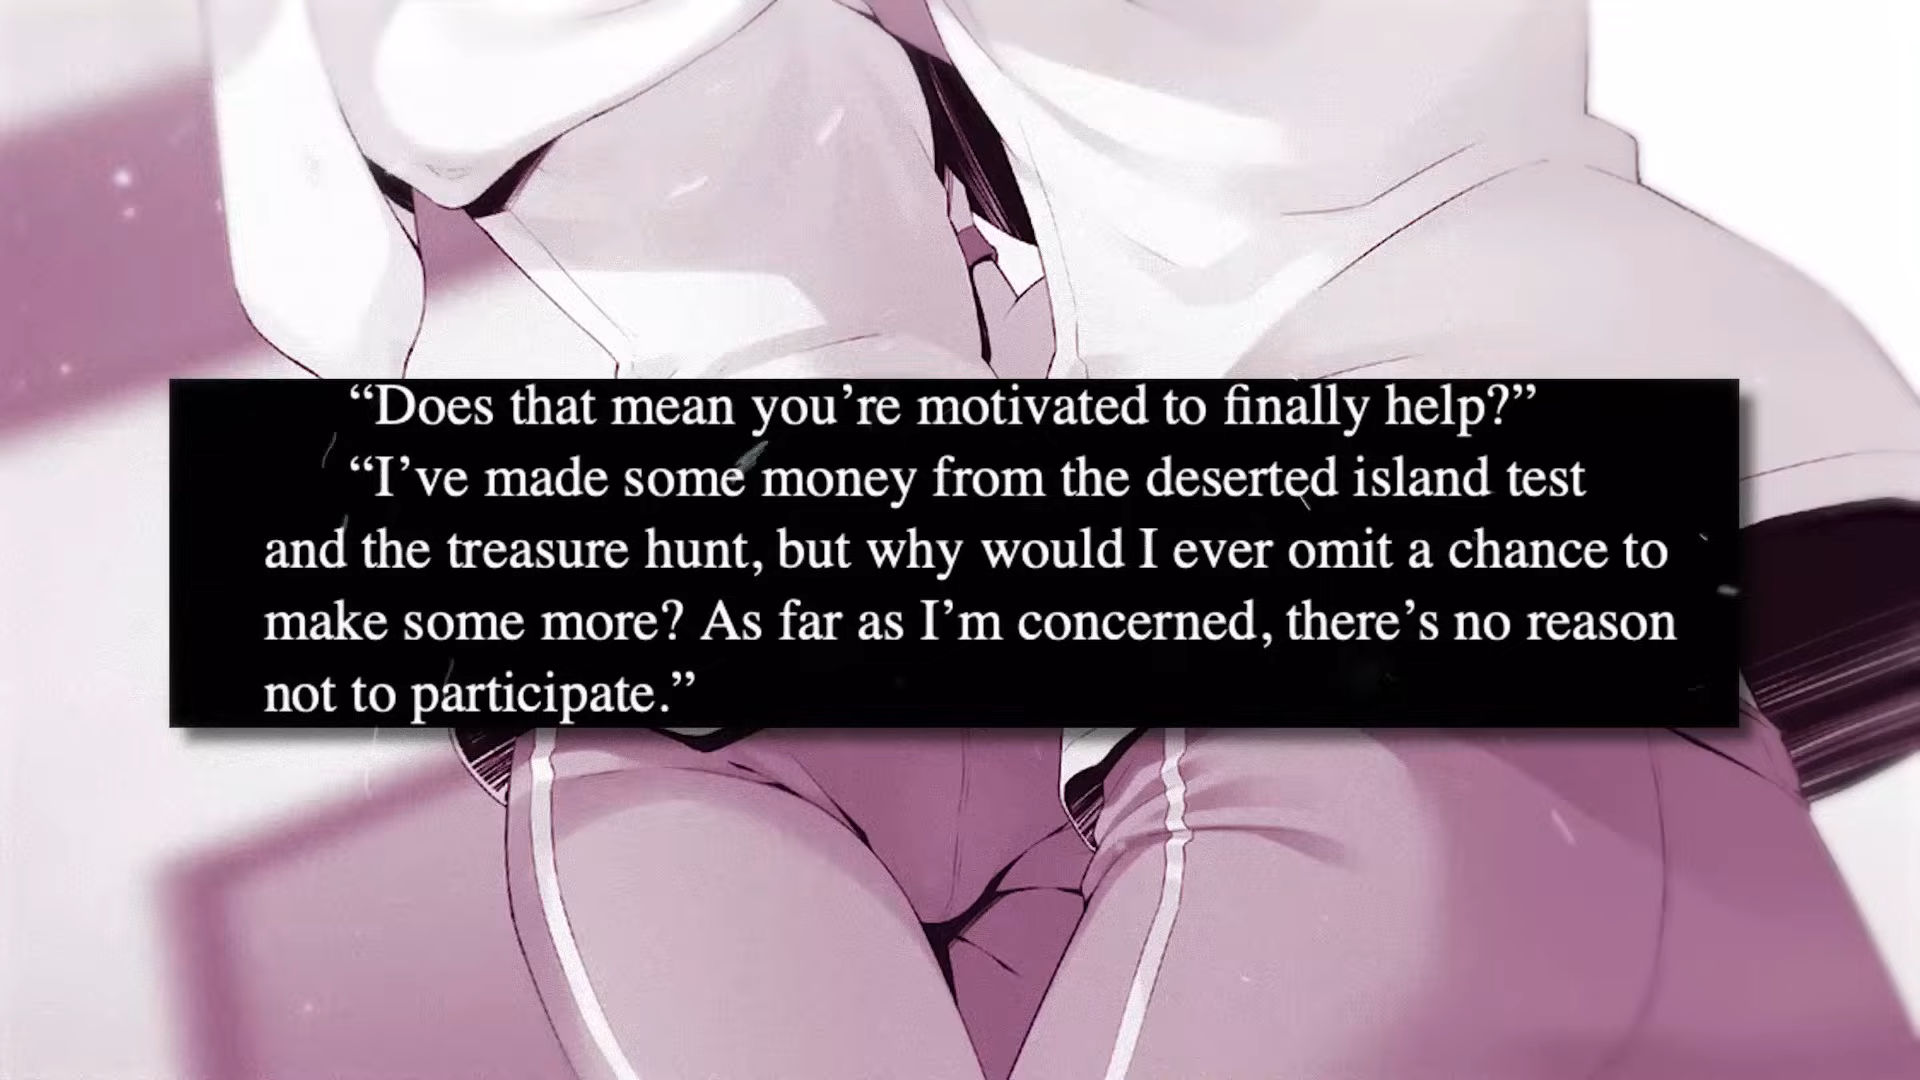 “Does that mean you’re motivated to finally help?”
“I’ve made some money from the deserted island test
and the treasure hunt, but why would I ever omit a chance to
make some more? As far as I’m concerned, there’s no reason
not to participate.”